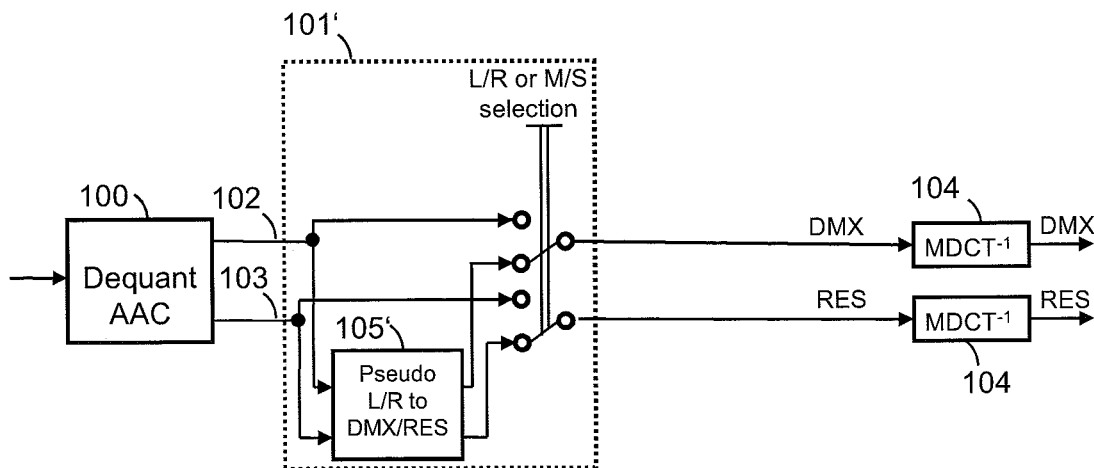 101‘
L/R or M/S
selection
100
102
103
Dequant
AAC
105‘
Pseudo
L/R to
DMX/RES
DMX
104
MDCT⁻¹
DMX
RES
MDCT⁻¹
RES
104